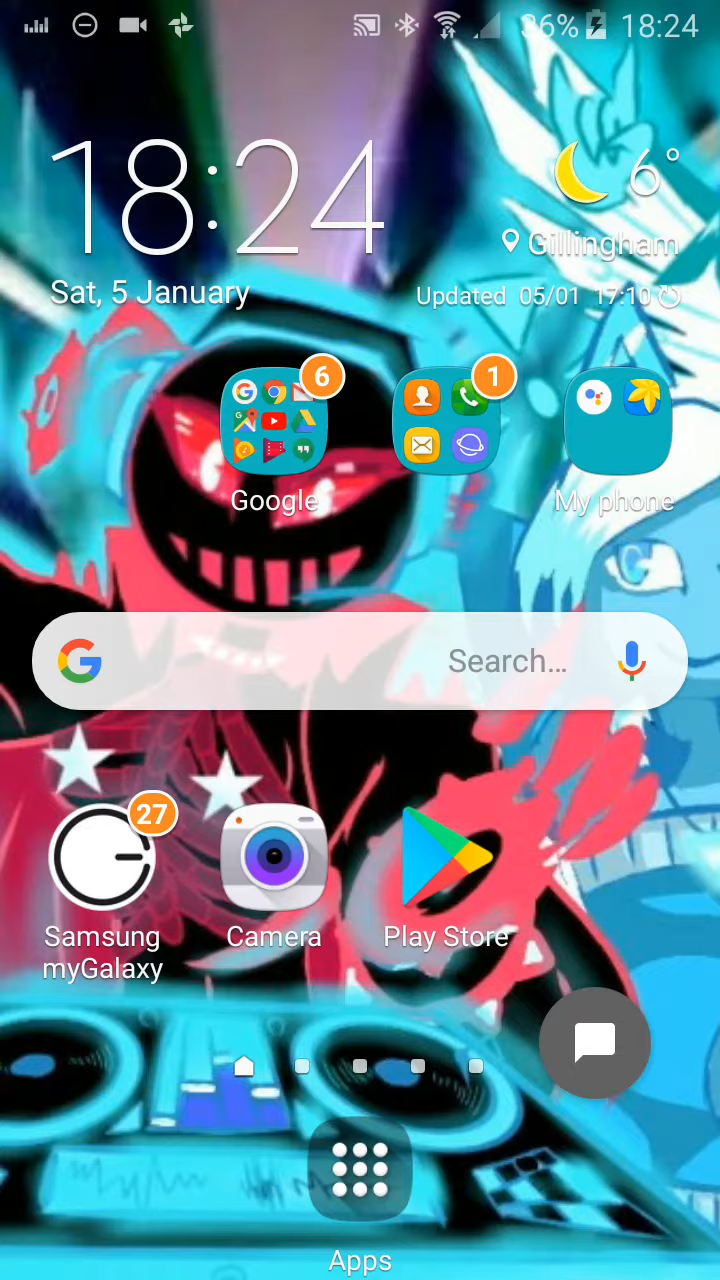 36% 18:24
18:24
6°
Gillingham
Sat, 5 January
Updated 05/01 17:10
6
1
Google
My phone
Search...
27
Samsung
myGalaxy
Camera
Play Store
Apps